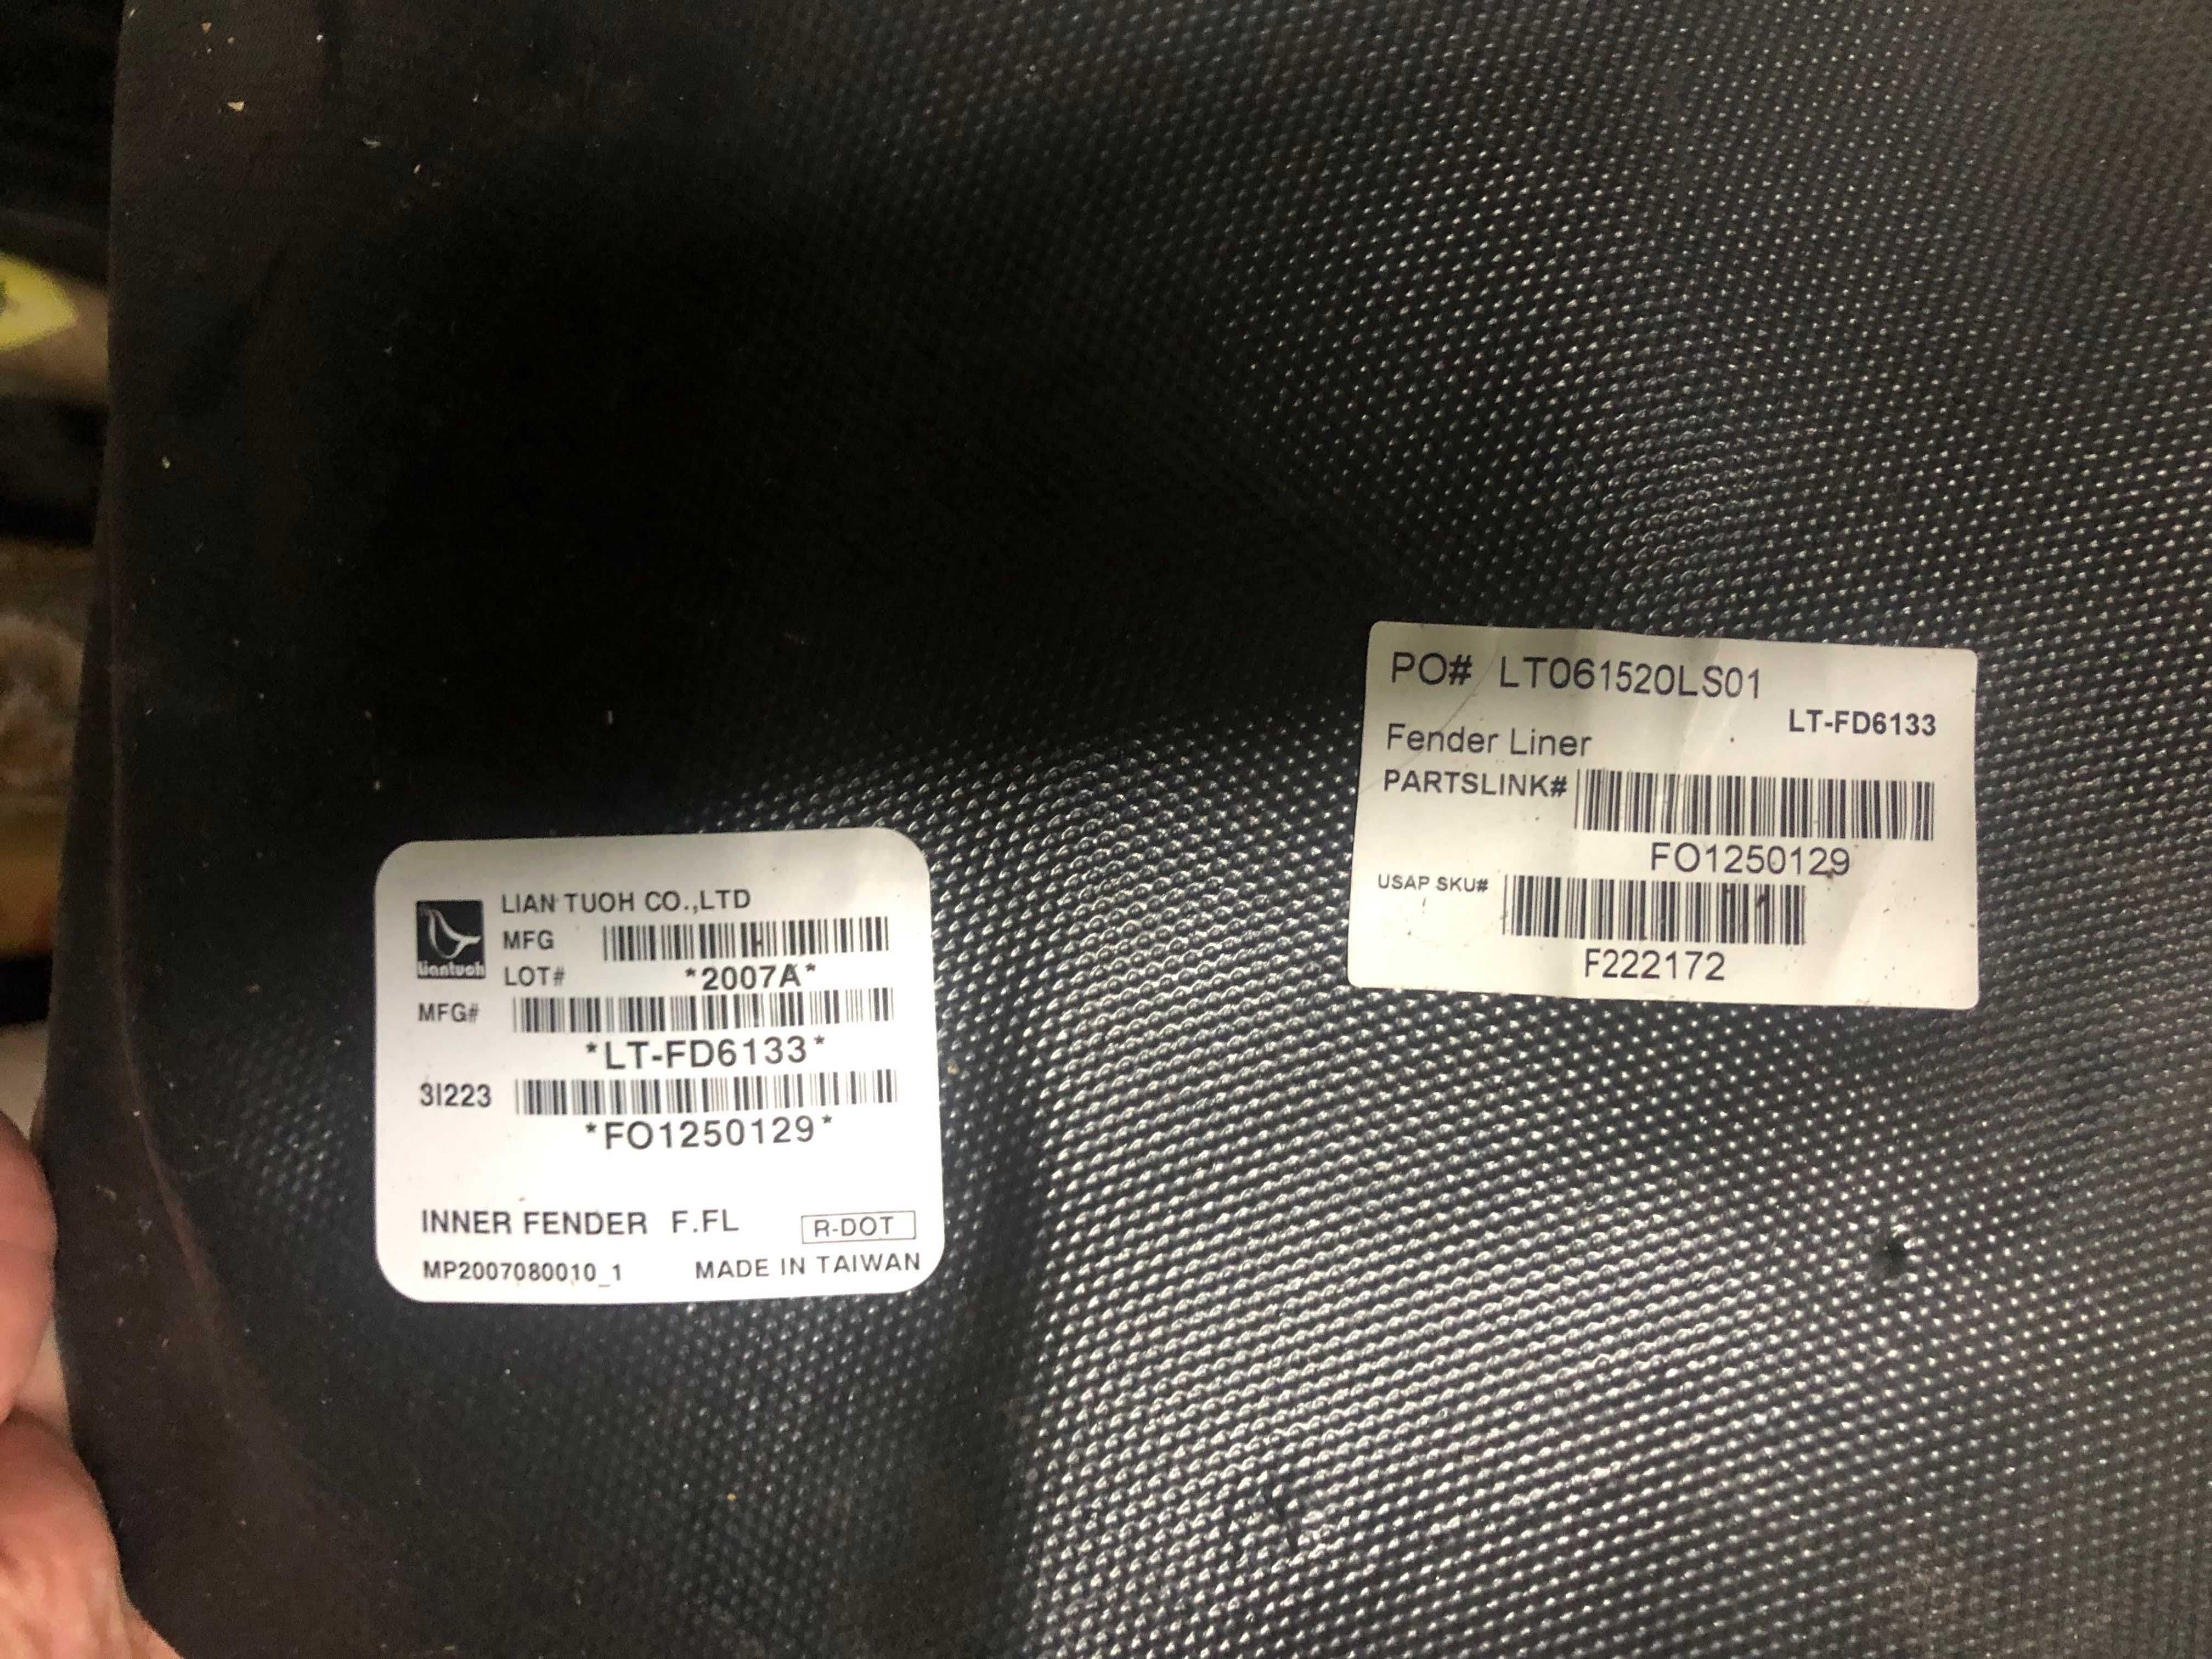 LIAN TUOH CO.,LTD
liantuoh
MFG
LOT# *2007A*
MFG#
*LT-FD6133*
3I223
*FO1250129*
INNER FENDER F.FL R-DOT
MP2007080010_1 MADE IN TAIWAN
PO# LT061520LS01
LT-FD6133
Fender Liner
PARTSLINK#
FO1250129
USAP SKU#
F222172